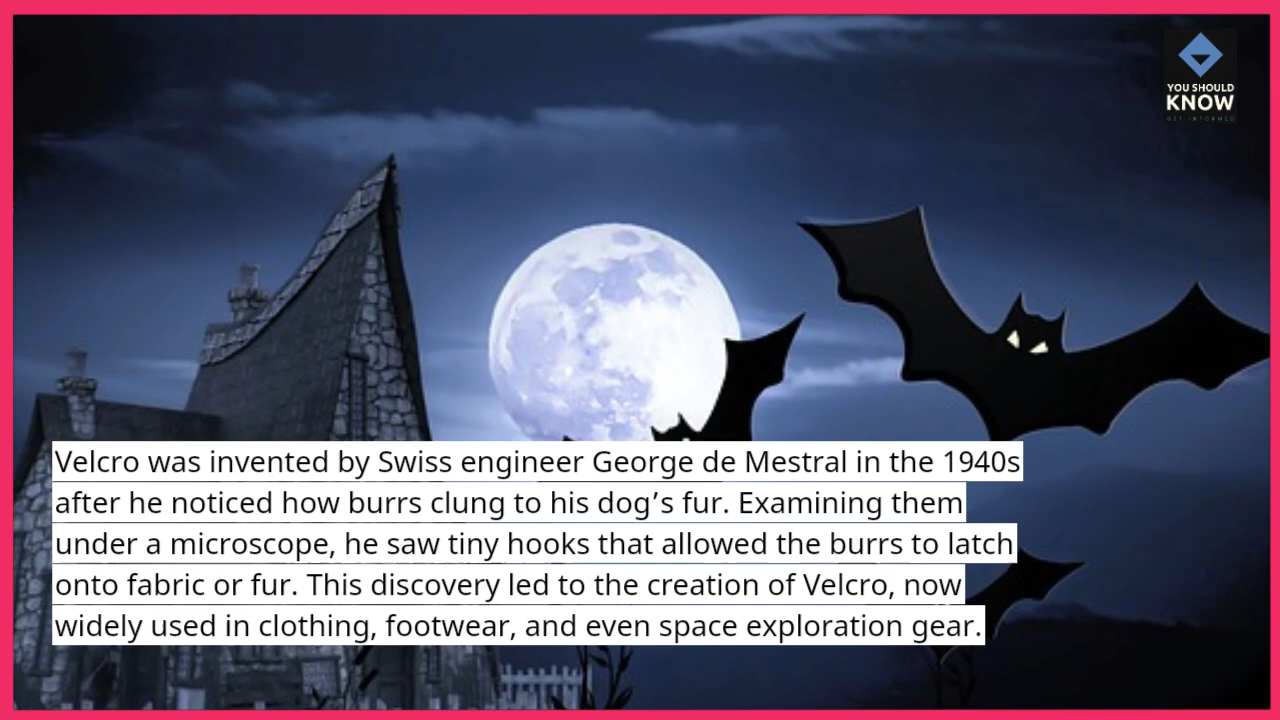 YOU SHOULD
KNOW
GET INFORMED
Velcro was invented by Swiss engineer George de Mestral in the 1940s
after he noticed how burrs clung to his dog’s fur. Examining them
under a microscope, he saw tiny hooks that allowed the burrs to latch
onto fabric or fur. This discovery led to the creation of Velcro, now
widely used in clothing, footwear, and even space exploration gear.